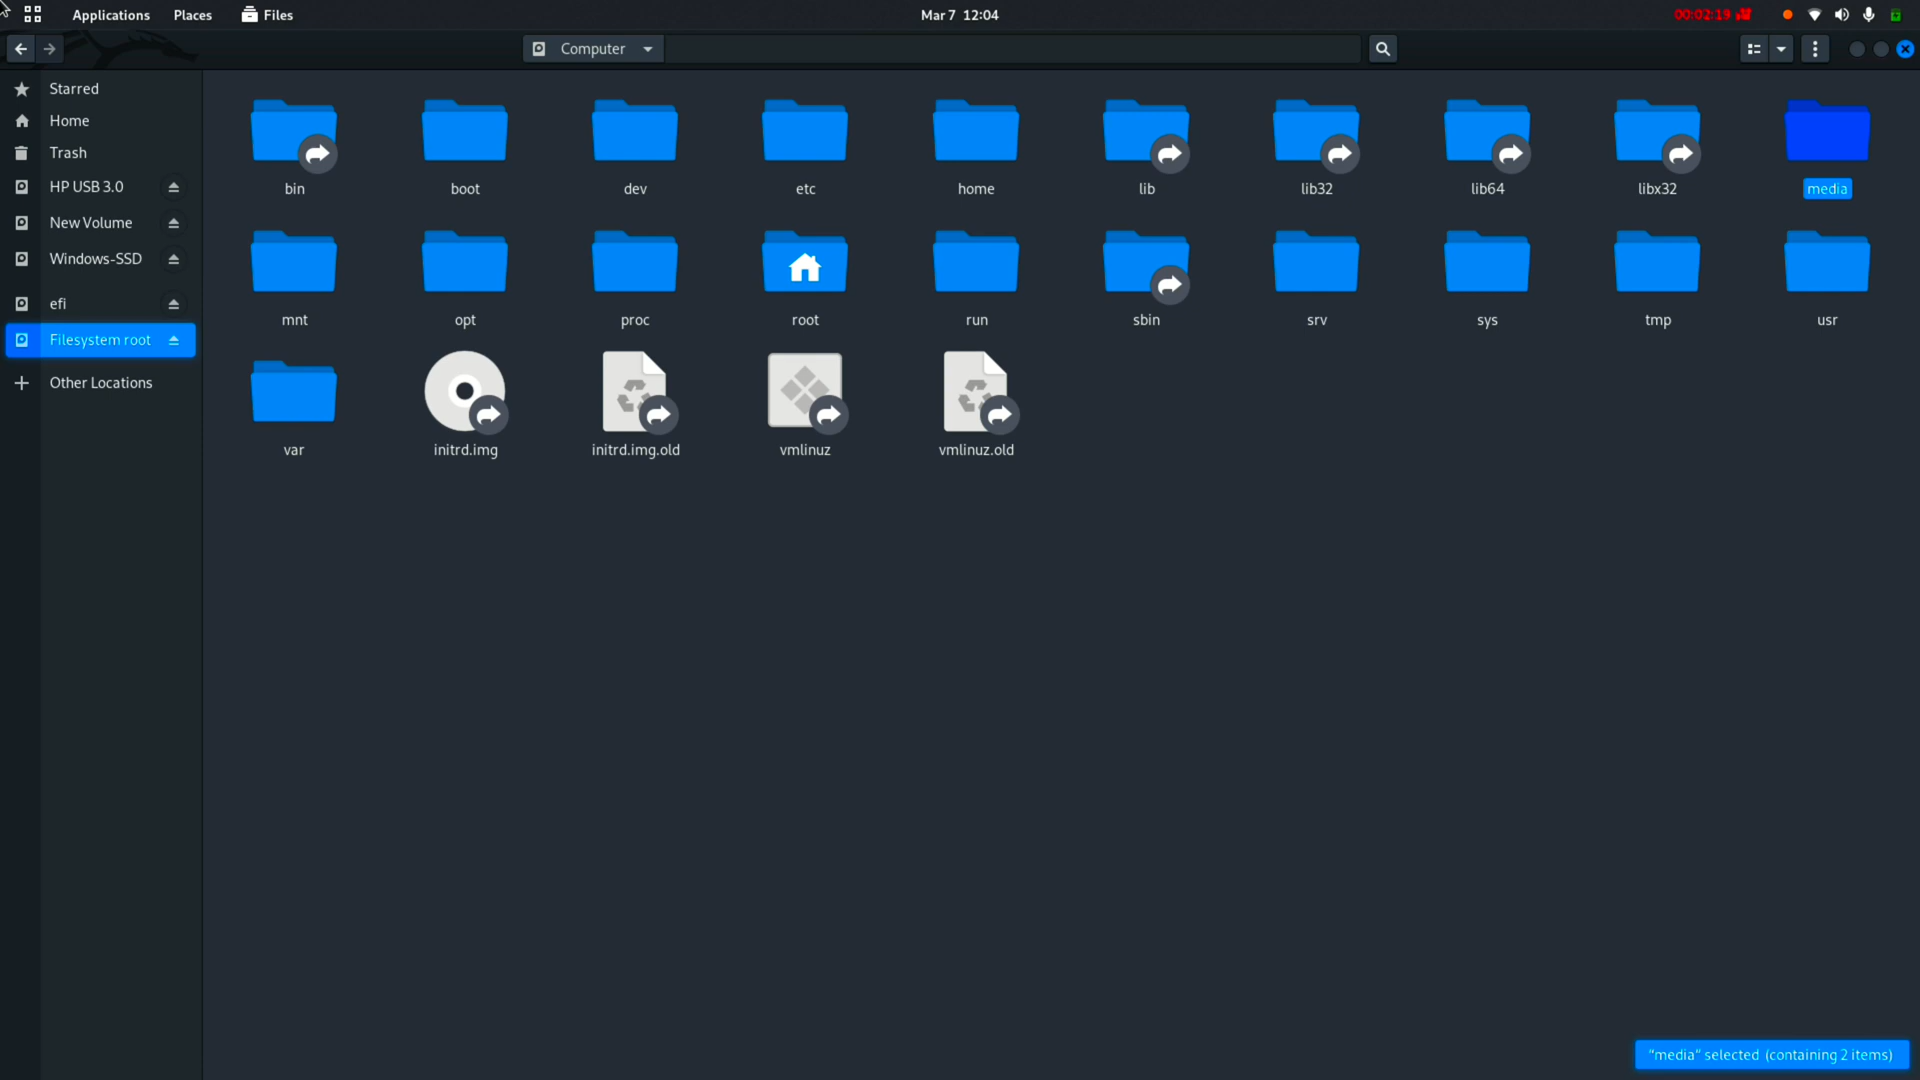 Applications Places Files Mar 7 12:04 00:02:19
Computer
Starred
Home
Trash
HP USB 3.0
New Volume
Windows-SSD
efi
Filesystem root
Other Locations
bin boot dev etc home lib lib32 lib64 libx32 media
mnt opt proc root run sbin srv sys tmp usr
var initrd.img initrd.img.old vmlinuz vmlinuz.old
"media" selected (containing 2 items)